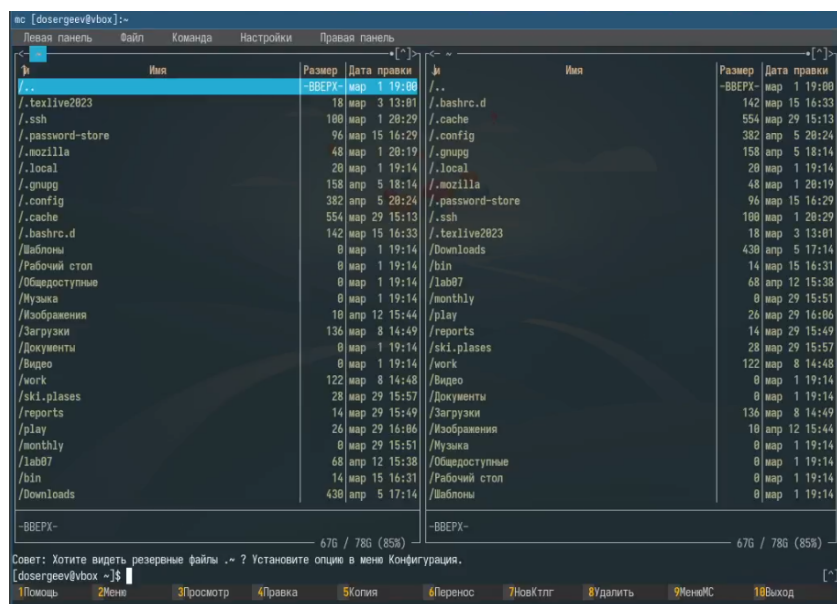 mc [dosergeev@vbox]:~
Левая панель Файл Команда Настройки Правая панель
<- ~ •[^]> <- ~ •[^]>
↑и Имя Размер Дата правки .и Имя Размер Дата правки
/.. -ВВЕРХ- мар 1 19:00 /.. -ВВЕРХ- мар 1 19:00
/.texlive2023 18 мар 3 13:01 /.bashrc.d 142 мар 15 16:33
/.ssh 100 мар 1 20:29 /.cache 554 мар 29 15:13
/.password-store 96 мар 15 16:29 /.config 382 апр 5 20:24
/.mozilla 48 мар 1 20:19 /.gnupg 158 апр 5 18:14
/.local 20 мар 1 19:14 /.local 20 мар 1 19:14
/.gnupg 158 апр 5 18:14 /.mozilla 48 мар 1 20:19
/.config 382 апр 5 20:24 /.password-store 96 мар 15 16:29
/.cache 554 мар 29 15:13 /.ssh 100 мар 1 20:29
/.bashrc.d 142 мар 15 16:33 /.texlive2023 18 мар 3 13:01
/Шаблоны 0 мар 1 19:14 /Downloads 430 апр 5 17:14
/Рабочий стол 0 мар 1 19:14 /bin 14 мар 15 16:31
/Общедоступные 0 мар 1 19:14 /lab07 68 апр 12 15:38
/Музыка 0 мар 1 19:14 /monthly 0 мар 29 15:51
/Изображения 10 апр 12 15:44 /play 26 мар 29 16:06
/Загрузки 136 мар 8 14:49 /reports 14 мар 29 15:49
/Документы 0 мар 1 19:14 /ski.plases 28 мар 29 15:57
/Видео 0 мар 1 19:14 /work 122 мар 8 14:48
/work 122 мар 8 14:48 /Видео 0 мар 1 19:14
/ski.plases 28 мар 29 15:57 /Документы 0 мар 1 19:14
/reports 14 мар 29 15:49 /Загрузки 136 мар 8 14:49
/play 26 мар 29 16:06 /Изображения 10 апр 12 15:44
/monthly 0 мар 29 15:51 /Музыка 0 мар 1 19:14
/lab07 68 апр 12 15:38 /Общедоступные 0 мар 1 19:14
/bin 14 мар 15 16:31 /Рабочий стол 0 мар 1 19:14
/Downloads 430 апр 5 17:14 /Шаблоны 0 мар 1 19:14
-ВВЕРХ- -ВВЕРХ-
67G / 78G (85%) 67G / 78G (85%)
Совет: Хотите видеть резервные файлы .~ ? Установите опцию в меню Конфигурация.
[dosergeev@vbox ~]$ [^]
1Помощь 2Меню 3Просмотр 4Правка 5Копия 6Перенос 7НовКтлг 8Удалить 9МенюMC 10Выход